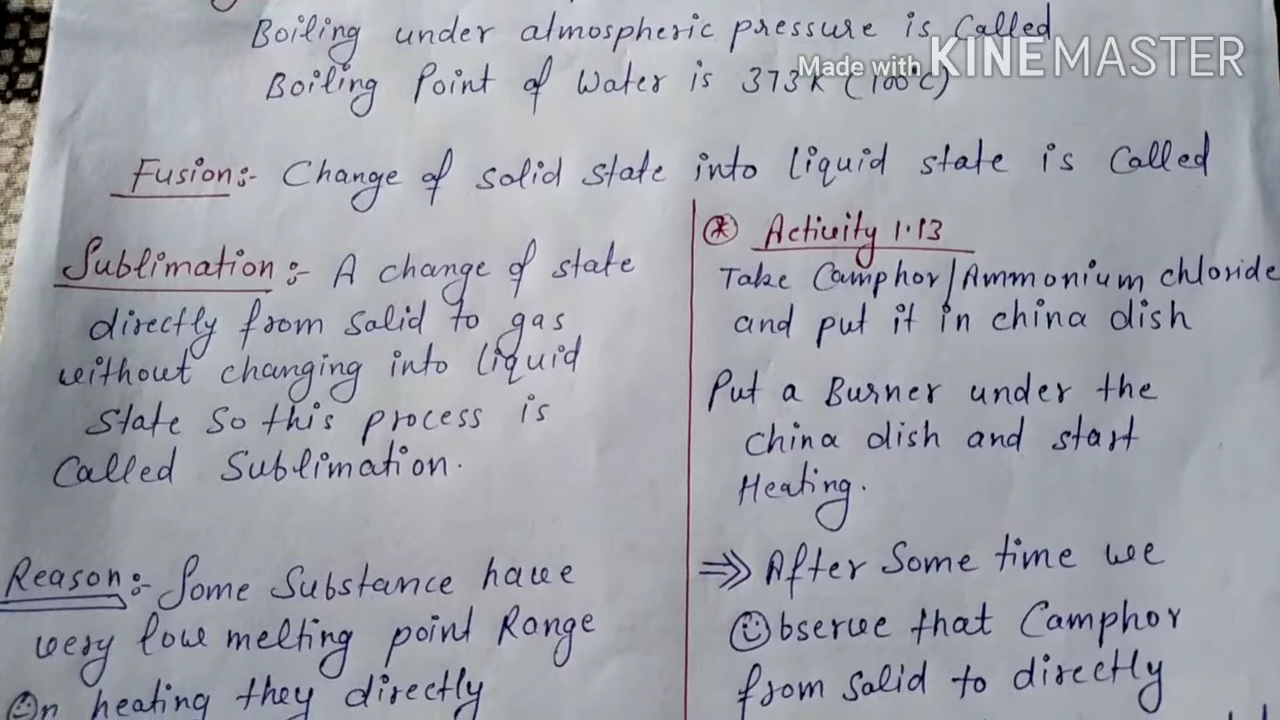 Boiling under atmospheric pressure is Called
Made with KINEMASTER
Boiling Point of Water is 373K (100°C)
Fusion:- Change of solid state into liquid state is Called
Sublimation :- A change of state
directly from Solid to gas
without changing into liquid
State So this process is
Called Sublimation.
Reason:- Some Substance have
very low melting point Range
On heating they directly
Activity 1.13
Take Camphor/Ammonium chloride
and put it in china dish
Put a Burner under the
China dish and start
Heating.
⇒ After Some time we
Observe that Camphor
from Solid to directly